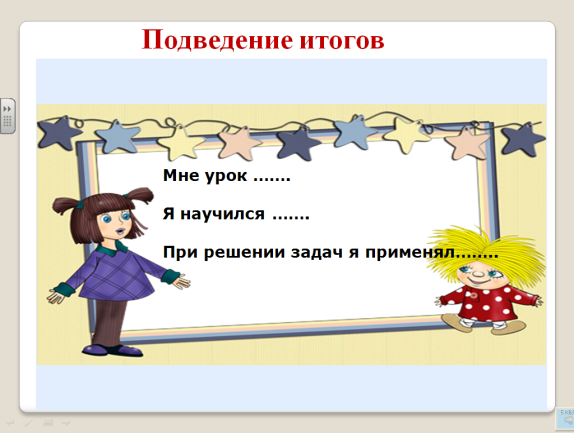 Подведение итогов
Мне урок .......
Я научился .......
При решении задач я применял........